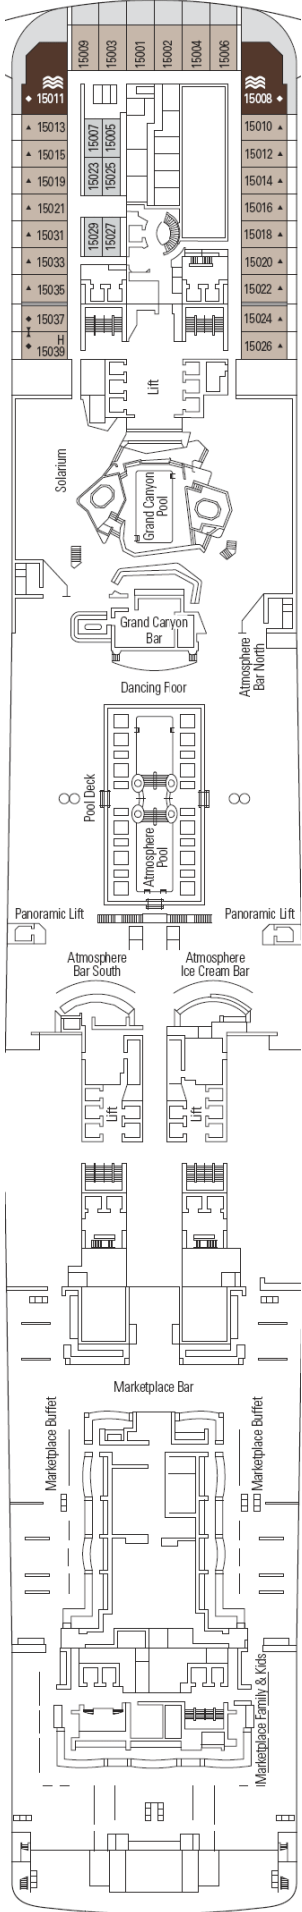 15009
15003
15001
15002
15004
15006
15011
15008
15007
15005
15013
15010
15015
15012
15023
15025
15019
15014
15021
15016
15029
15027
15031
15018
15033
15020
15035
15022
15037
15024
H
15039
15026
Lift
Solarium
Grand Canyon
Pool
Grand Canyon
Bar
Atmosphere
Bar North
Dancing Floor
Pool Deck
Atmosphere
Pool
Panoramic Lift
Panoramic Lift
Atmosphere
Bar South
Atmosphere
Ice Cream Bar
Lift
Lift
Marketplace Bar
Marketplace Buffet
Marketplace Buffet
Marketplace Family & Kids